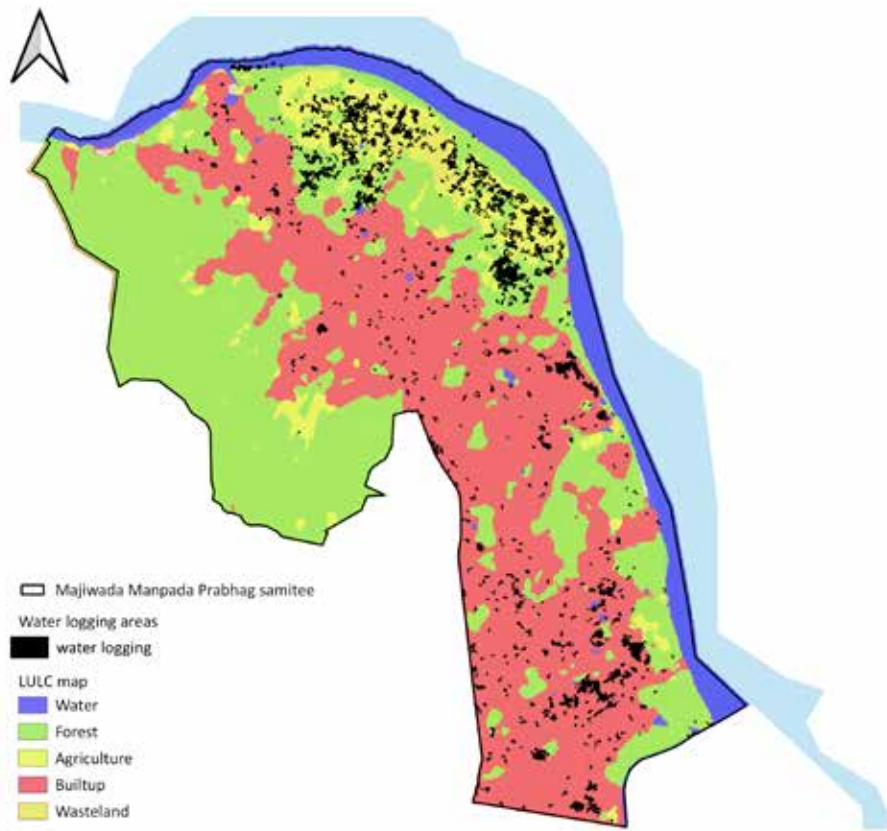 Majiwada Manpada Prabhag samitee
Water logging areas
water logging
LULC map
Water
Forest
Agriculture
Builtup
Wasteland